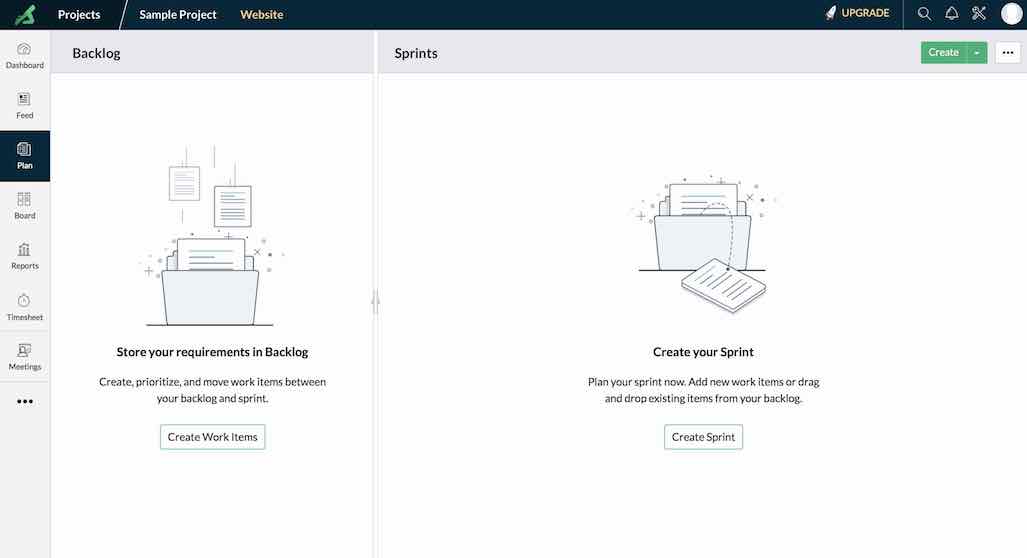 Projects
Sample Project
Website
UPGRADE
Dashboard
Feed
Plan
Board
Reports
Timesheet
Meetings
Backlog
Store your requirements in Backlog
Create, prioritize, and move work items between
your backlog and sprint.
Create Work Items
Sprints
Create
Create your Sprint
Plan your sprint now. Add new work items or drag
and drop existing items from your backlog.
Create Sprint